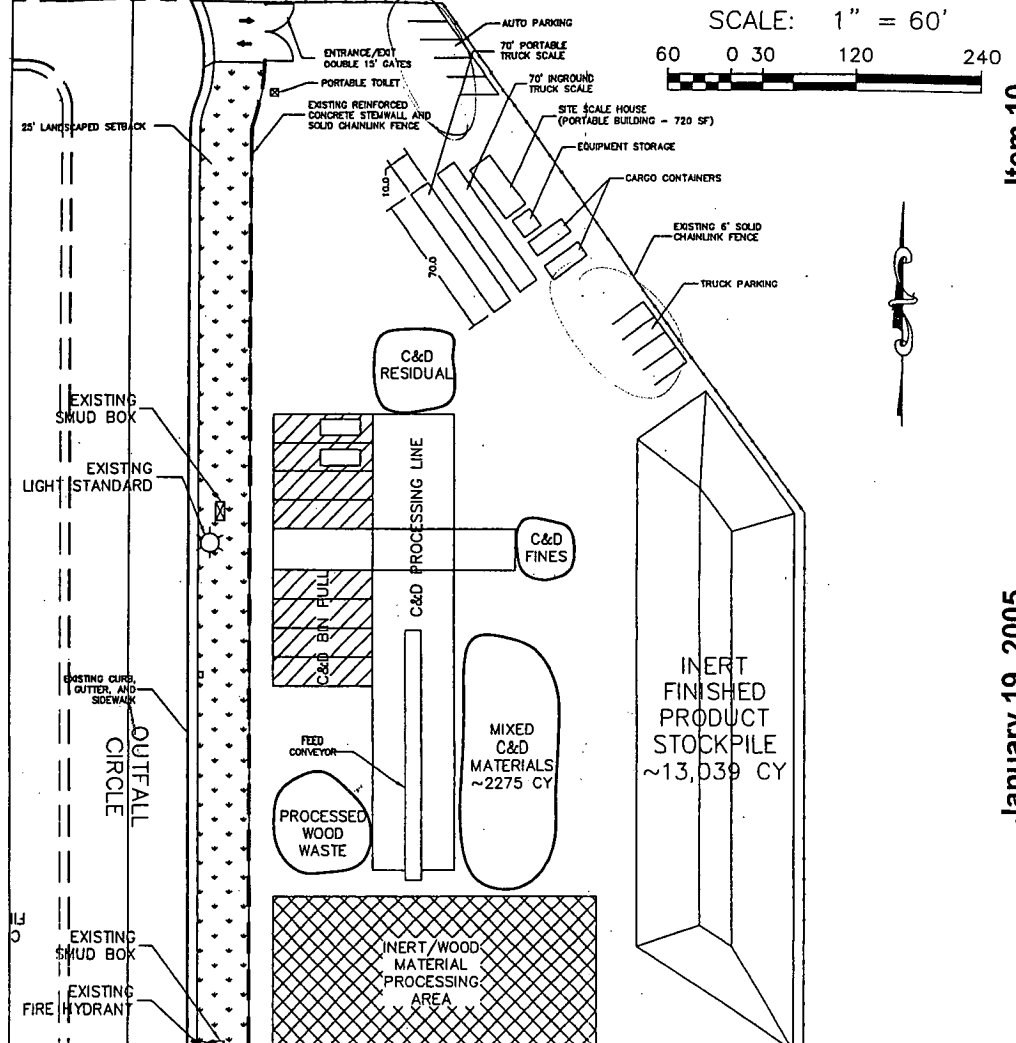 SCALE: 1" = 60'
60 0 30 120 240
Item 10
January 19, 2005
AUTO PARKING
70' PORTABLE
TRUCK SCALE
ENTRANCE/EXIT
DOUBLE 15' GATES
70' INGROUND
TRUCK SCALE
PORTABLE TOILET
EXISTING REINFORCED
CONCRETE STEMWALL AND
SOLID CHAINLINK FENCE
SITE SCALE HOUSE
(PORTABLE BUILDING - 720 SF)
25' LANDSCAPED SETBACK
EQUIPMENT STORAGE
CARGO CONTAINERS
10.0
70.0
EXISTING 6' SOLID
CHAINLINK FENCE
TRUCK PARKING
C&D
RESIDUAL
EXISTING
SMUD BOX
EXISTING
LIGHT STANDARD
C&D PROCESSING LINE
C&D
FINES
C&D BIN PULL
EXISTING CURB,
GUTTER, AND
SIDEWALK
OUTFALL
CIRCLE
FEED
CONVEYOR
MIXED
C&D
MATERIALS
~2275 CY
INERT
FINISHED
PRODUCT
STOCKPILE
~13,039 CY
PROCESSED
WOOD
WASTE
INERT/WOOD
MATERIAL
PROCESSING
AREA
EXISTING
SMUD BOX
EXISTING
FIRE HYDRANT